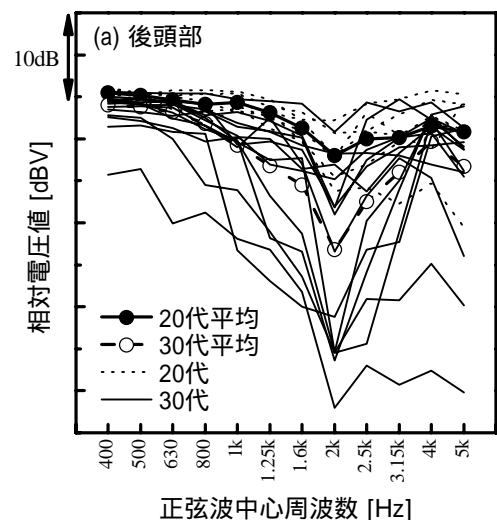 (a) 後頭部
10dB
相対電圧値 [dBV]
20代平均
30代平均
20代
30代
400 500 630 800 1k 1.25k 1.6k 2k 2.5k 3.15k 4k 5k
正弦波中心周波数 [Hz]